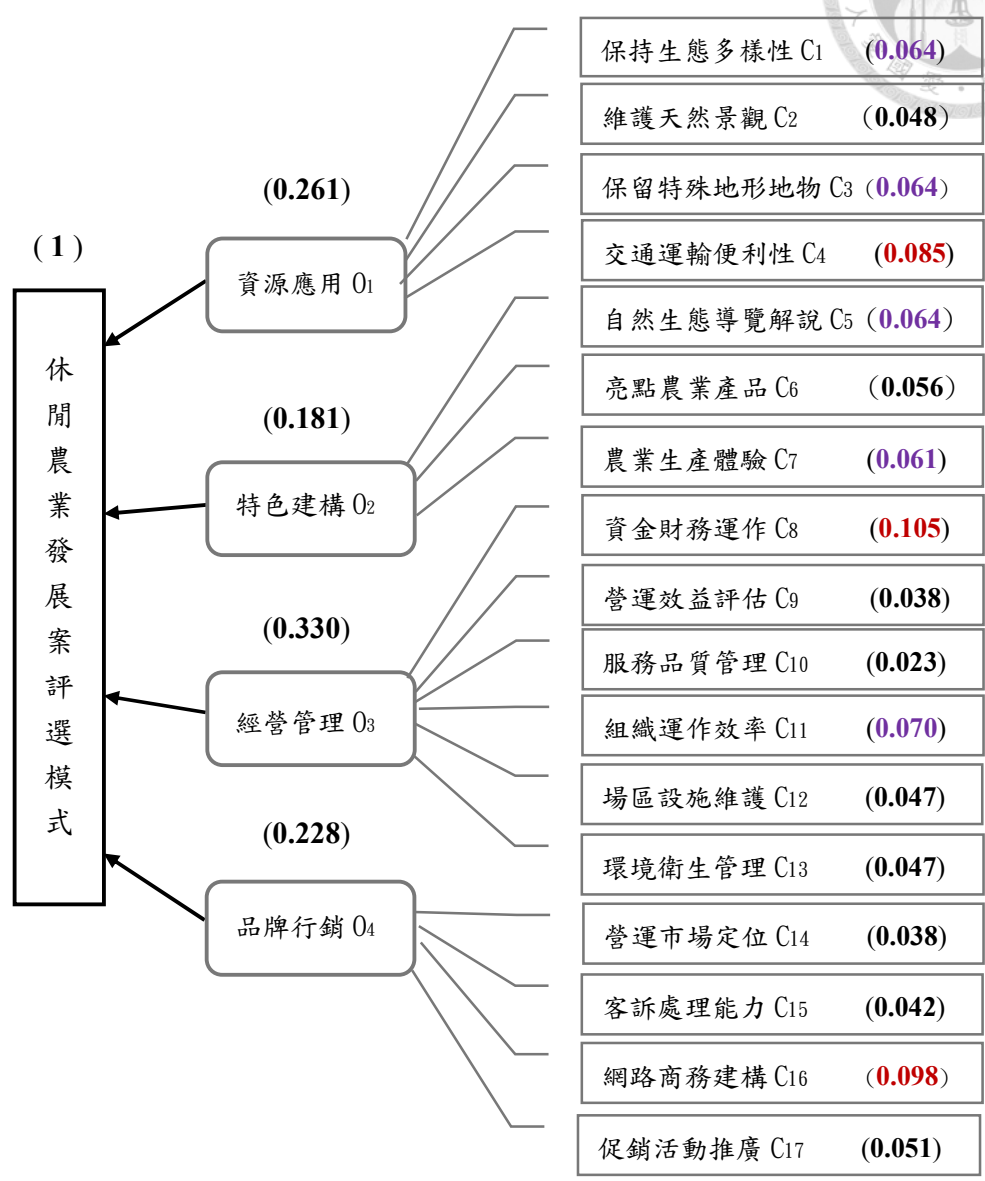 保持生態多樣性 C1 (0.064)
維護天然景觀 C2 (0.048)
(0.261)
保留特殊地形地物 C3 (0.064)
( 1 )
交通運輸便利性 C4 (0.085)
資源應用 O1
自然生態導覽解說 C5 (0.064)
休閒農業發展案評選模式
亮點農業產品 C6 (0.056)
(0.181)
農業生產體驗 C7 (0.061)
特色建構 O2
資金財務運作 C8 (0.105)
營運效益評估 C9 (0.038)
(0.330)
服務品質管理 C10 (0.023)
經營管理 O3
組織運作效率 C11 (0.070)
場區設施維護 C12 (0.047)
(0.228)
環境衛生管理 C13 (0.047)
品牌行銷 O4
營運市場定位 C14 (0.038)
客訴處理能力 C15 (0.042)
網路商務建構 C16 (0.098)
促銷活動推廣 C17 (0.051)